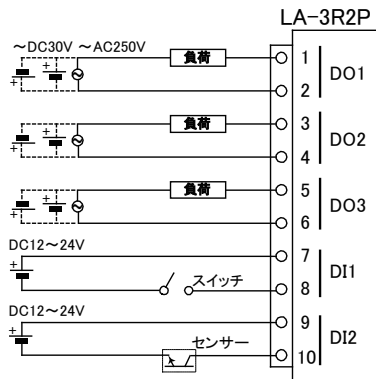 LA-3R2P
～DC30V ～AC250V
負荷
1
2
DO1
負荷
3
4
DO2
負荷
5
6
DO3
DC12～24V
7
スイッチ
8
DI1
DC12～24V
9
センサー
10
DI2
+
+
+
+
+
+
+
+